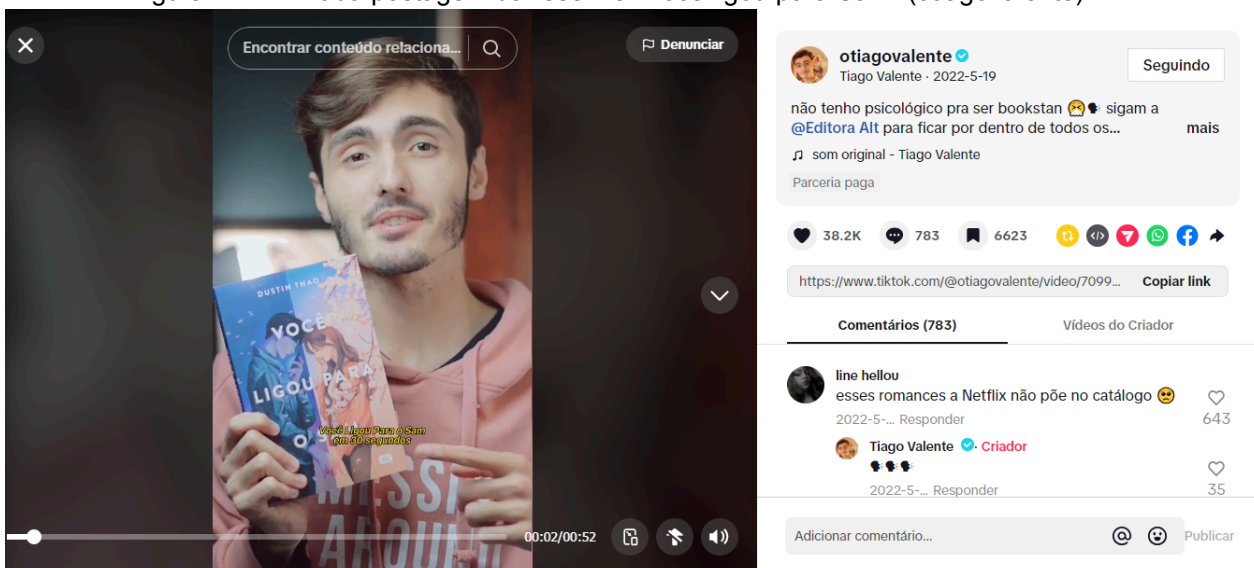 Encontrar conteúdo relaciona...
Denunciar
DUSTIN THAO
VOCÊ
LIGOU PARA
O
Você Ligou Para o Sam
em 30 segundos
MESS
AROUN
00:02/00:52
otiagovalente
Tiago Valente · 2022-5-19
Seguindo
não tenho psicológico pra ser bookstan 🤧🗣 sigam a
@Editora Alt para ficar por dentro de todos os... mais
♫ som original - Tiago Valente
Parceria paga
38.2K 783 6623
https://www.tiktok.com/@otiagovalente/video/7099... Copiar link
Comentários (783) Vídeos do Criador
line hellou
esses romances a Netflix não põe no catálogo 🥺
643
2022-5-... Responder
Tiago Valente · Criador
🗣🗣🗣
2022-5-... Responder
35
Adicionar comentário... @ Publicar